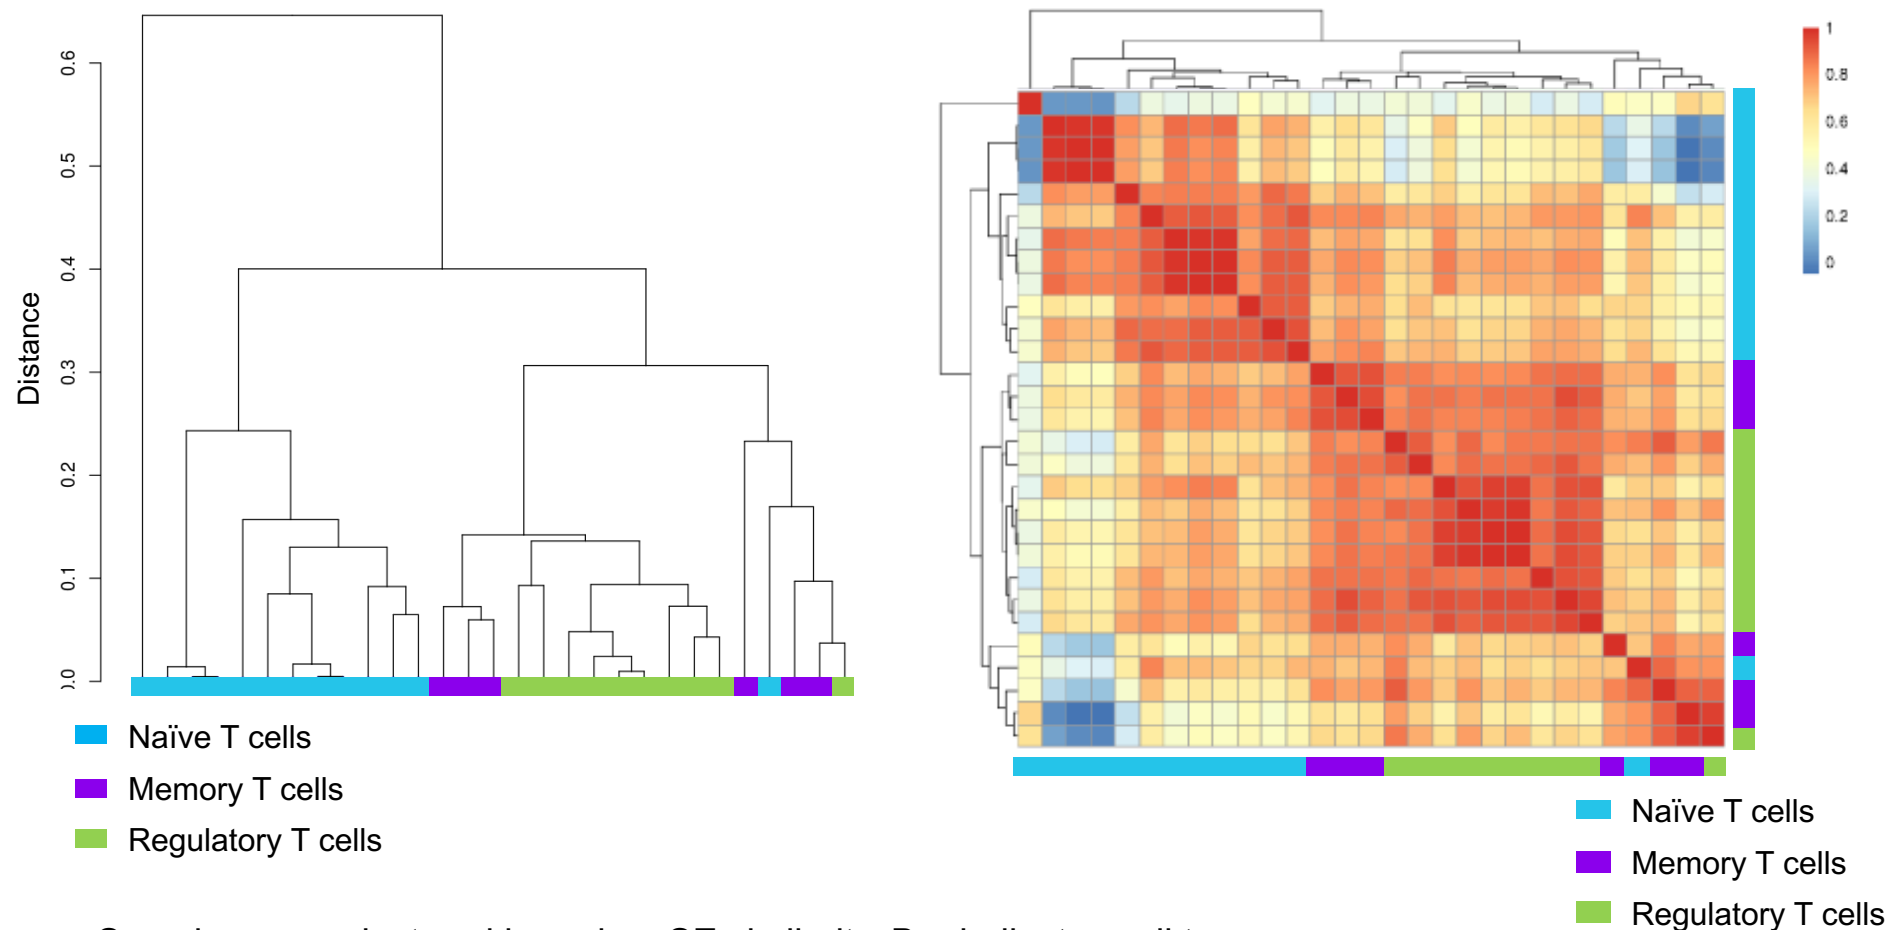 Distance
0.6
0.5
0.4
0.3
0.2
0.1
Naïve T cells
Memory T cells
Regulatory T cells
1
0.8
0.6
0.4
0.2
0
Naïve T cells
Memory T cells
Regulatory T cells